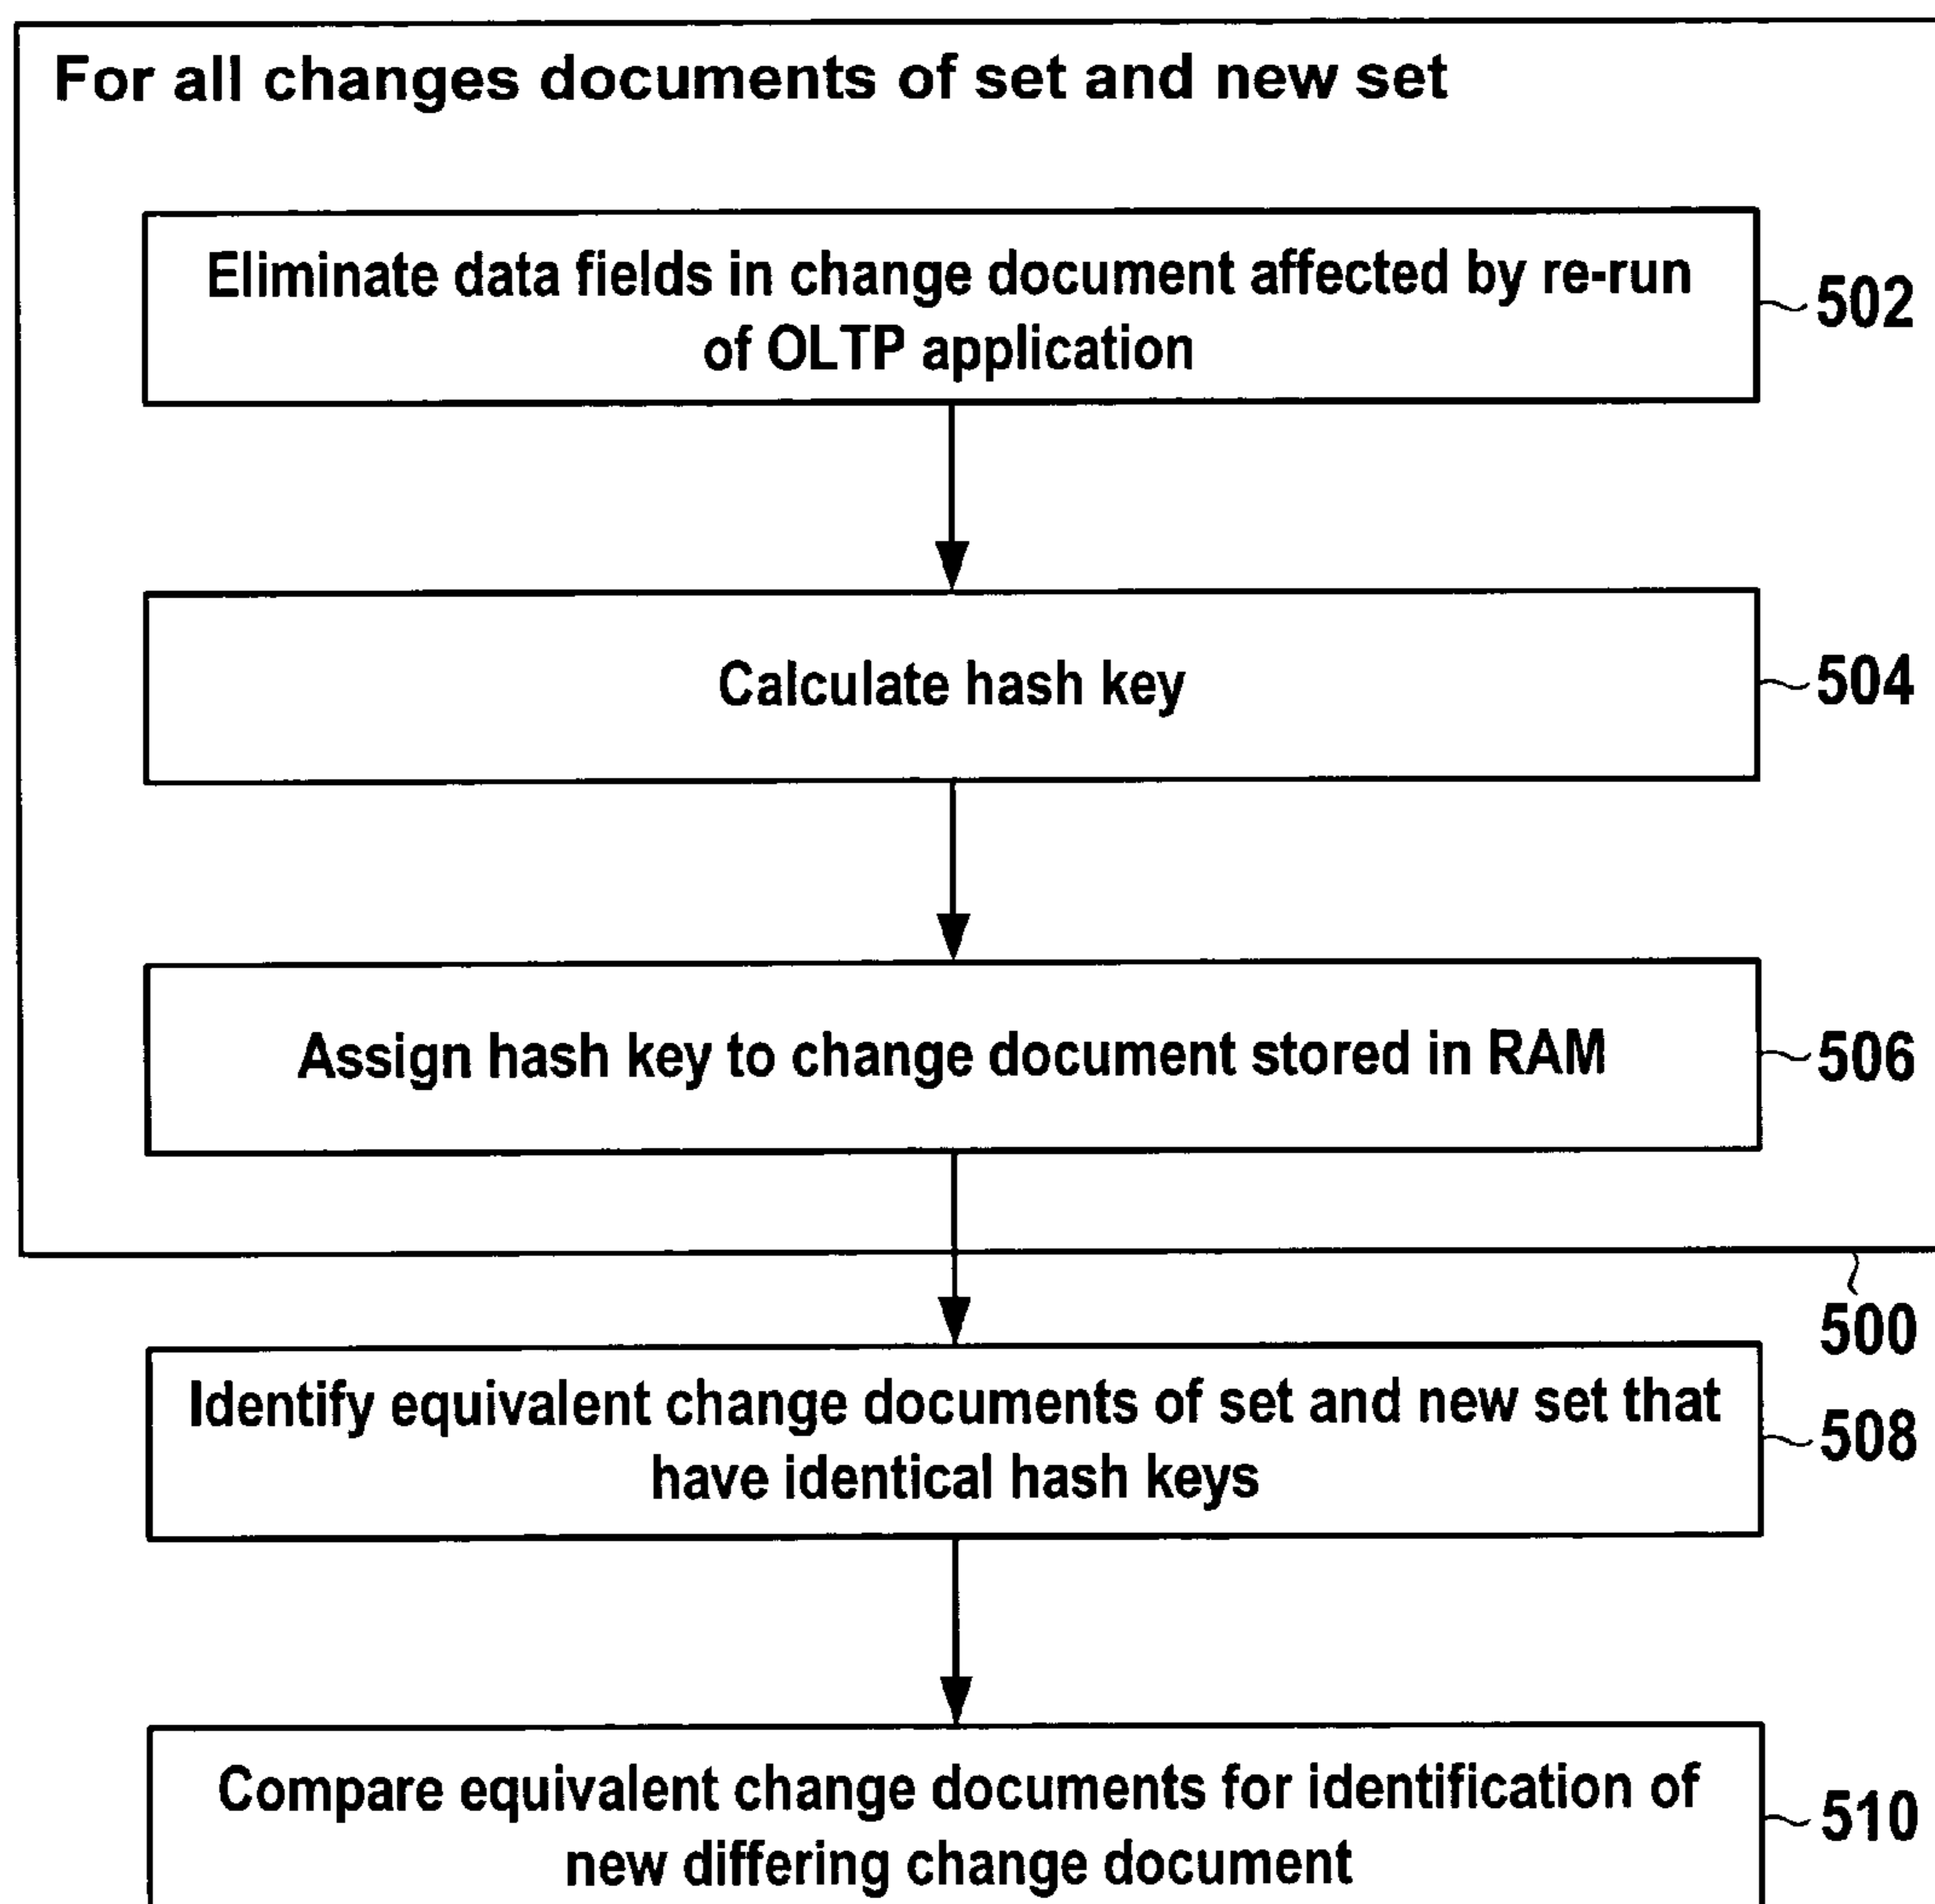 For all changes documents of set and new set
Eliminate data fields in change document affected by re-run
of OLTP application
502
Calculate hash key
504
Assign hash key to change document stored in RAM
506
500
Identify equivalent change documents of set and new set that
have identical hash keys
508
Compare equivalent change documents for identification of
new differing change document
510